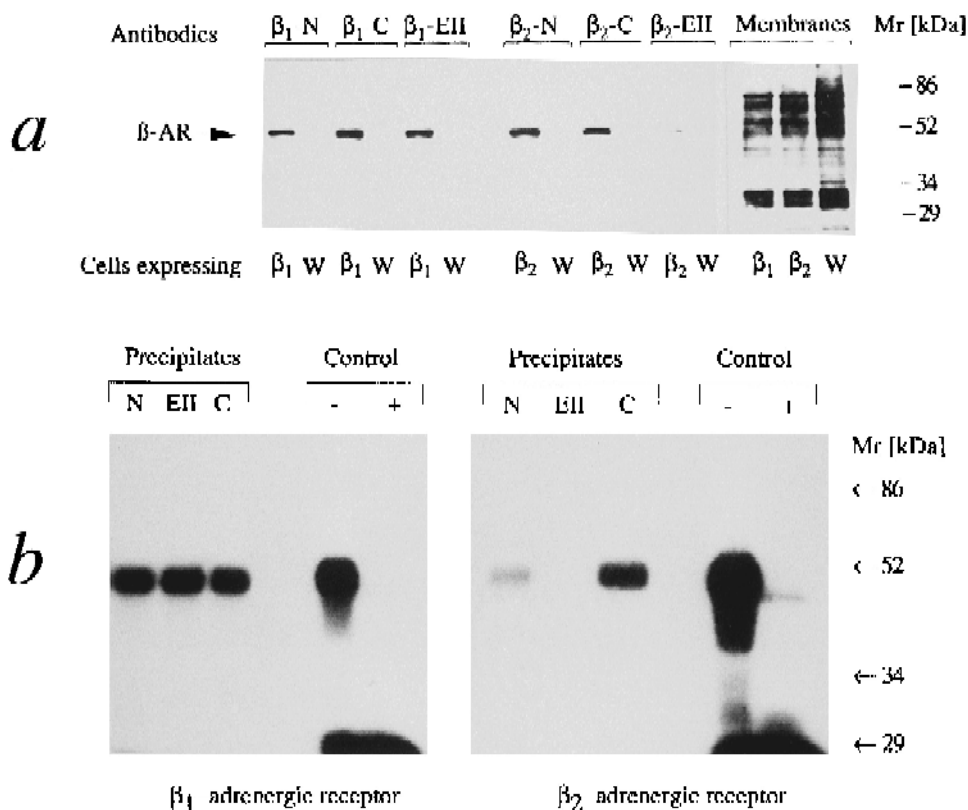 Antibodies β₁ N β₁ C β₁-EII β₂-N β₂-C β₂-EII Membranes Mr [kDa]
a
ß-AR
– 86
– 52
– 34
– 29
Cells expressing β₁ W β₁ W β₁ W β₂ W β₂ W β₂ W β₁ β₂ W
b
Precipitates Control Precipitates Control
N EII C - + N EII C - +
Mr [kDa]
< 86
< 52
← 34
← 29
β₁ adrenergic receptor β₂ adrenergic receptor